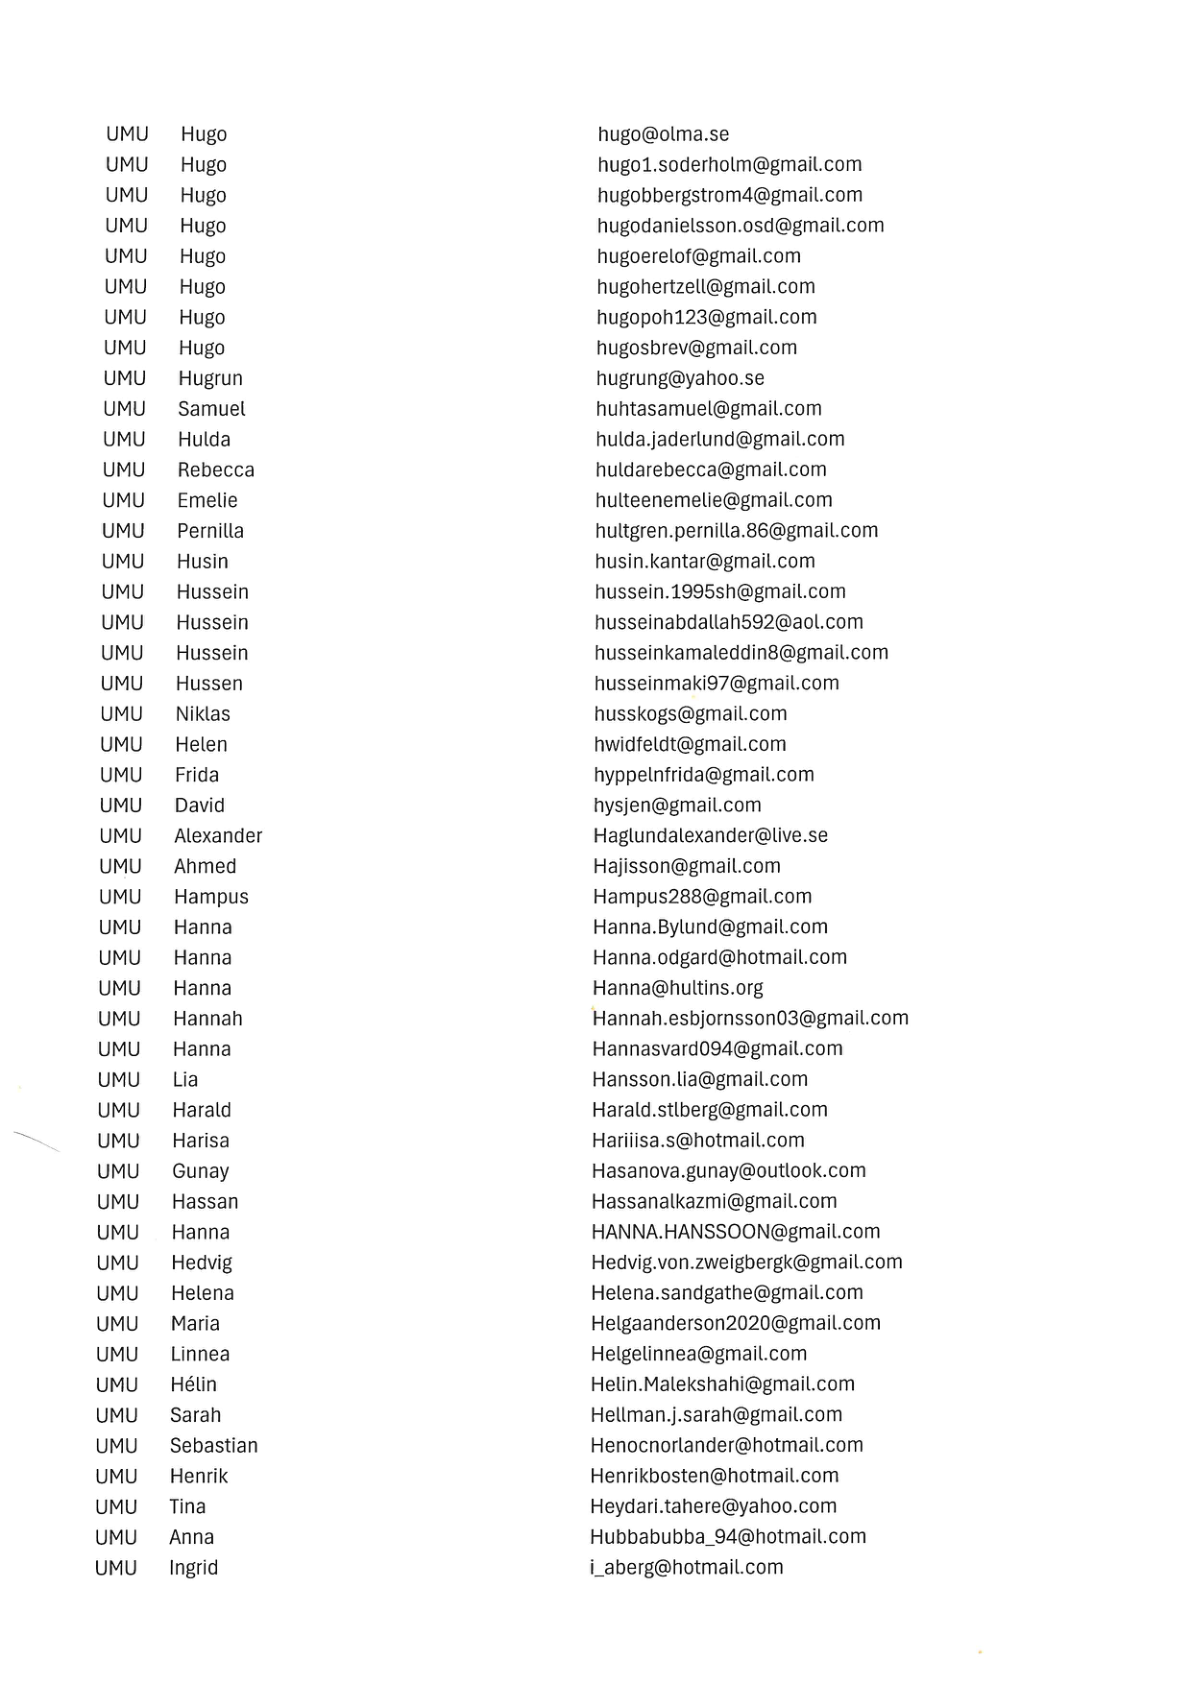 UMU Hugo hugo@olma.se
UMU Hugo hugo1.soderholm@gmail.com
UMU Hugo hugobbergstrom4@gmail.com
UMU Hugo hugodanielsson.osd@gmail.com
UMU Hugo hugoerelof@gmail.com
UMU Hugo hugohertzell@gmail.com
UMU Hugo hugopoh123@gmail.com
UMU Hugo hugosbrev@gmail.com
UMU Hugrun hugrung@yahoo.se
UMU Samuel huhtasamuel@gmail.com
UMU Hulda hulda.jaderlund@gmail.com
UMU Rebecca huldarebecca@gmail.com
UMU Emelie hulteenemelie@gmail.com
UMU Pernilla hultgren.pernilla.86@gmail.com
UMU Husin husin.kantar@gmail.com
UMU Hussein hussein.1995sh@gmail.com
UMU Hussein husseinabdallah592@aol.com
UMU Hussein husseinkamaleddin8@gmail.com
UMU Hussen husseinmaki97@gmail.com
UMU Niklas husskogs@gmail.com
UMU Helen hwidfeldt@gmail.com
UMU Frida hyppelnfrida@gmail.com
UMU David hysjen@gmail.com
UMU Alexander Haglundalexander@live.se
UMU Ahmed Hajisson@gmail.com
UMU Hampus Hampus288@gmail.com
UMU Hanna Hanna.Bylund@gmail.com
UMU Hanna Hanna.odgard@hotmail.com
UMU Hanna Hanna@hultins.org
UMU Hannah Hannah.esbjornsson03@gmail.com
UMU Hanna Hannasvard094@gmail.com
UMU Lia Hansson.lia@gmail.com
UMU Harald Harald.stlberg@gmail.com
UMU Harisa Hariiisa.s@hotmail.com
UMU Gunay Hasanova.gunay@outlook.com
UMU Hassan Hassanalkazmi@gmail.com
UMU Hanna HANNA.HANSSOON@gmail.com
UMU Hedvig Hedvig.von.zweigbergk@gmail.com
UMU Helena Helena.sandgathe@gmail.com
UMU Maria Helgaanderson2020@gmail.com
UMU Linnea Helgelinnea@gmail.com
UMU Hélin Helin.Malekshahi@gmail.com
UMU Sarah Hellman.j.sarah@gmail.com
UMU Sebastian Henocnorlander@hotmail.com
UMU Henrik Henrikbosten@hotmail.com
UMU Tina Heydari.tahere@yahoo.com
UMU Anna Hubbabubba_94@hotmail.com
UMU Ingrid i_aberg@hotmail.com